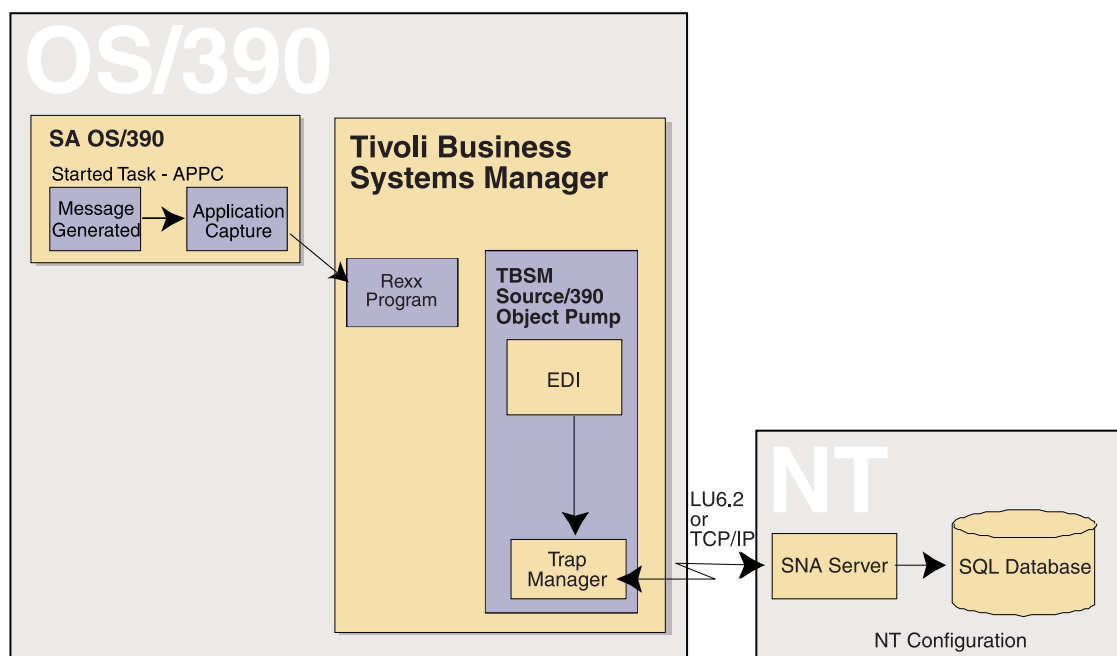 OS/390
SA OS/390
Started Task - APPC
Message
Generated
Application
Capture
Tivoli Business
Systems Manager
Rexx
Program
TBSM
Source/390
Object Pump
EDI
Trap
Manager
LU6.2
or
TCP/IP
NT
SNA Server
SQL Database
NT Configuration